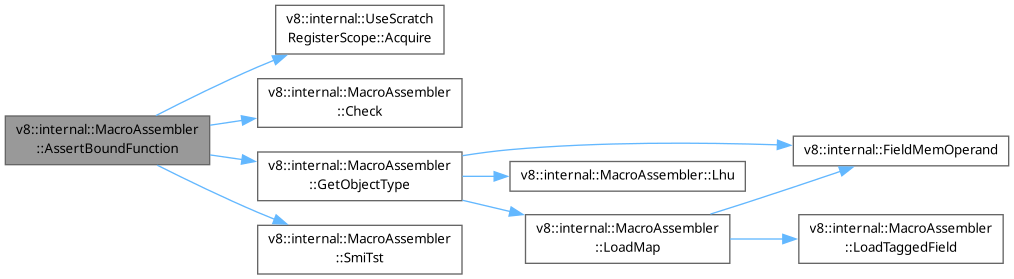 v8::internal::UseScratch
RegisterScope::Acquire
v8::internal::MacroAssembler
::Check
v8::internal::MacroAssembler
::AssertBoundFunction
v8::internal::MacroAssembler
::GetObjectType
v8::internal::FieldMemOperand
v8::internal::MacroAssembler::Lhu
v8::internal::MacroAssembler
::LoadMap
v8::internal::MacroAssembler
::LoadTaggedField
v8::internal::MacroAssembler
::SmiTst